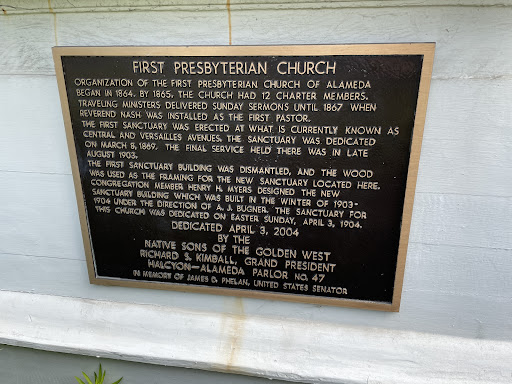 FIRST PRESBYTERIAN CHURCH
ORGANIZATION OF THE FIRST PRESBYTERIAN CHURCH OF ALAMEDA
BEGAN IN 1864. BY 1865, THE CHURCH HAD 12 CHARTER MEMBERS.
TRAVELING MINISTERS DELIVERED SUNDAY SERMONS UNTIL 1867 WHEN
REVEREND NASH WAS INSTALLED AS THE FIRST PASTOR.
THE FIRST SANCTUARY WAS ERECTED AT WHAT IS CURRENTLY KNOWN AS
CENTRAL AND VERSAILLES AVENUES. THE SANCTUARY WAS DEDICATED
ON MARCH 8, 1869. THE FINAL SERVICE HELD THERE WAS IN LATE
AUGUST 1903.
THE FIRST SANCTUARY BUILDING WAS DISMANTLED, AND THE WOOD
WAS USED AS THE FRAMING FOR THE NEW SANCTUARY LOCATED HERE.
CONGREGATION MEMBER HENRY H. MYERS DESIGNED THE NEW
SANCTUARY BUILDING WHICH WAS BUILT IN THE WINTER OF 1903-
1904 UNDER THE DIRECTION OF A. J. BUGNER. THE SANCTUARY FOR
THIS CHURCH WAS DEDICATED ON EASTER SUNDAY, APRIL 3, 1904.
DEDICATED APRIL 3, 2004
BY THE
NATIVE SONS OF THE GOLDEN WEST
RICHARD S. KIMBALL, GRAND PRESIDENT
HALCYON-ALAMEDA PARLOR NO. 47
IN MEMORY OF JAMES D. PHELAN, UNITED STATES SENATOR